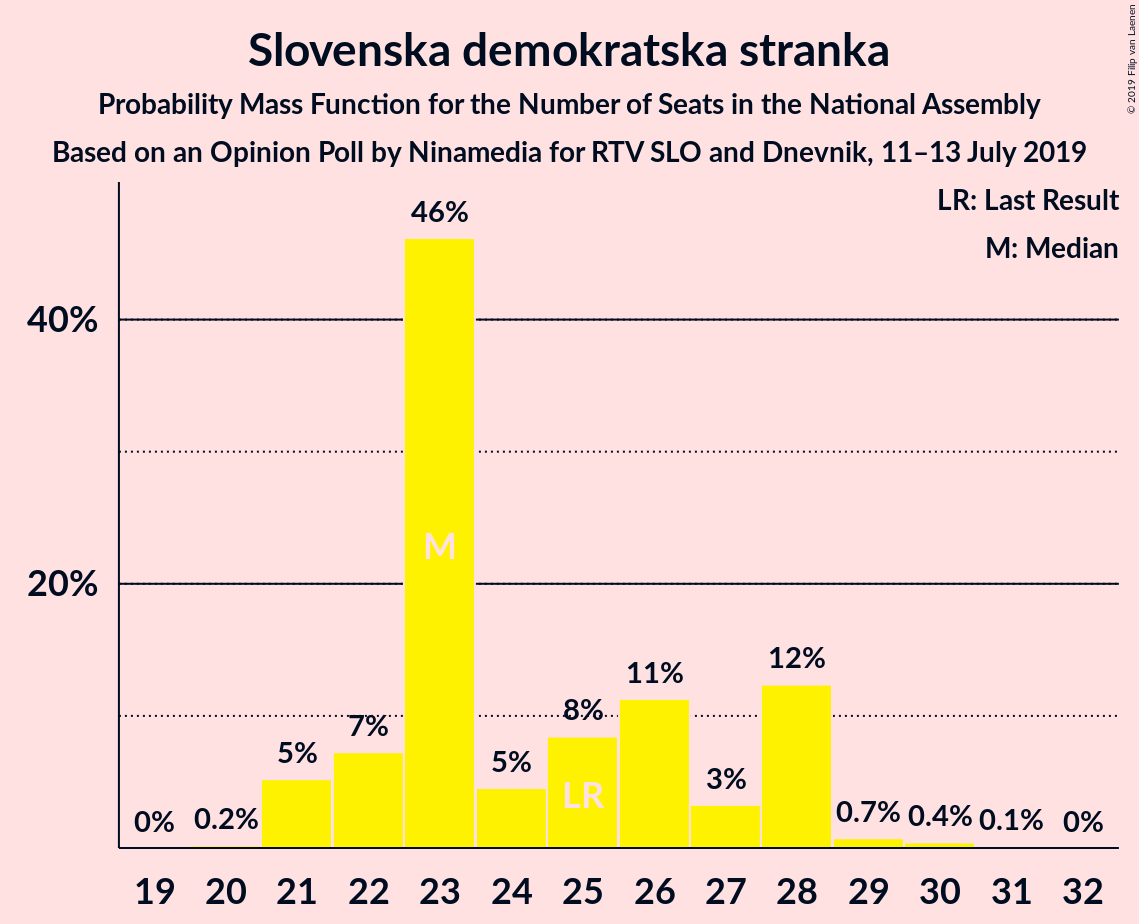 Slovenska demokratska stranka
Probability Mass Function for the Number of Seats in the National Assembly
Based on an Opinion Poll by Ninamedia for RTV SLO and Dnevnik, 11–13 July 2019
© 2019 Filip van Laenen
LR: Last Result
M: Median
40%
20%
0%
0.2%
5%
7%
46%
5%
8%
11%
3%
12%
0.7%
0.4%
0.1%
0%
M
LR
19 20 21 22 23 24 25 26 27 28 29 30 31 32